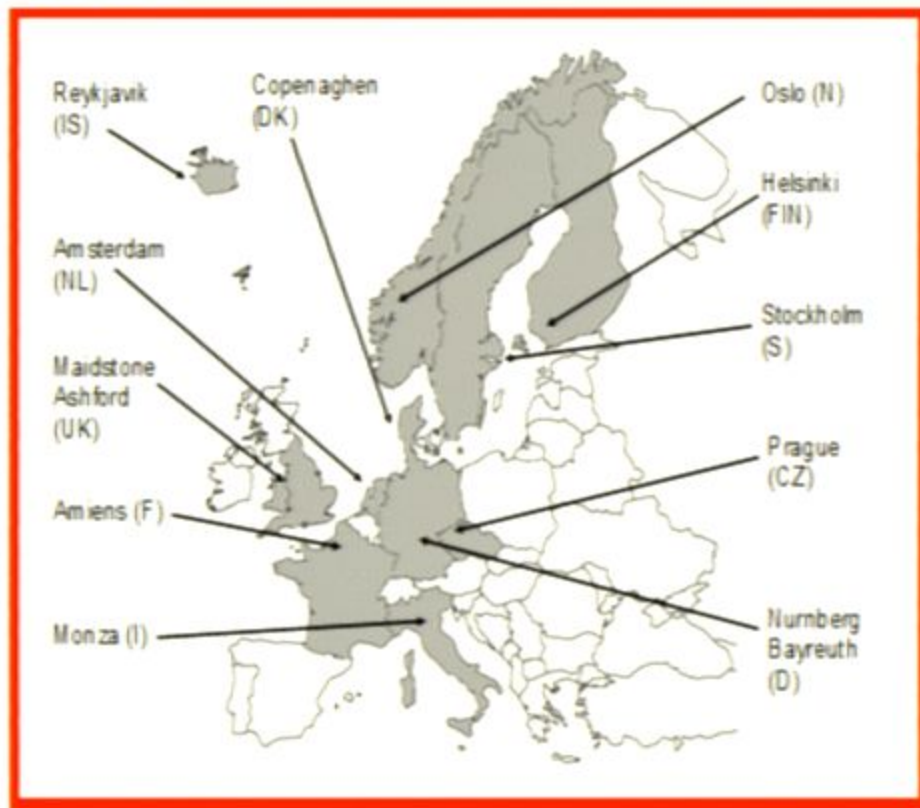 Reykjavik
(IS)
Copenaghen
(DK)
Oslo (N)
Helsinki
(FIN)
Amsterdam
(NL)
Stockholm
(S)
Maidstone
Ashford
(UK)
Prague
(CZ)
Amiens (F)
Monza (I)
Nurnberg
Bayreuth
(D)